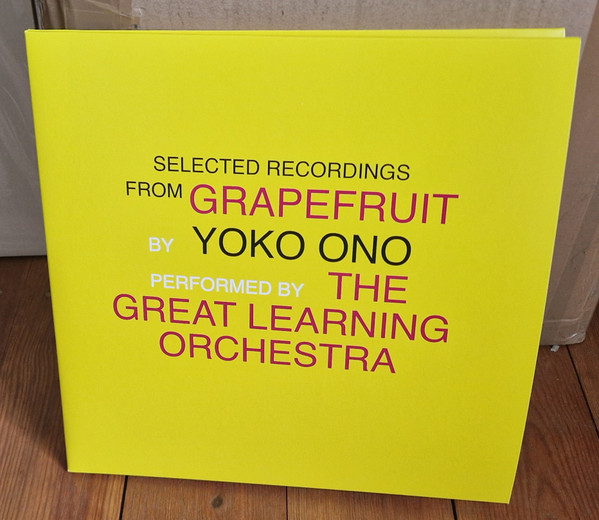 SELECTED RECORDINGS
FROM GRAPEFRUIT
BY YOKO ONO
PERFORMED BY THE
GREAT LEARNING
ORCHESTRA